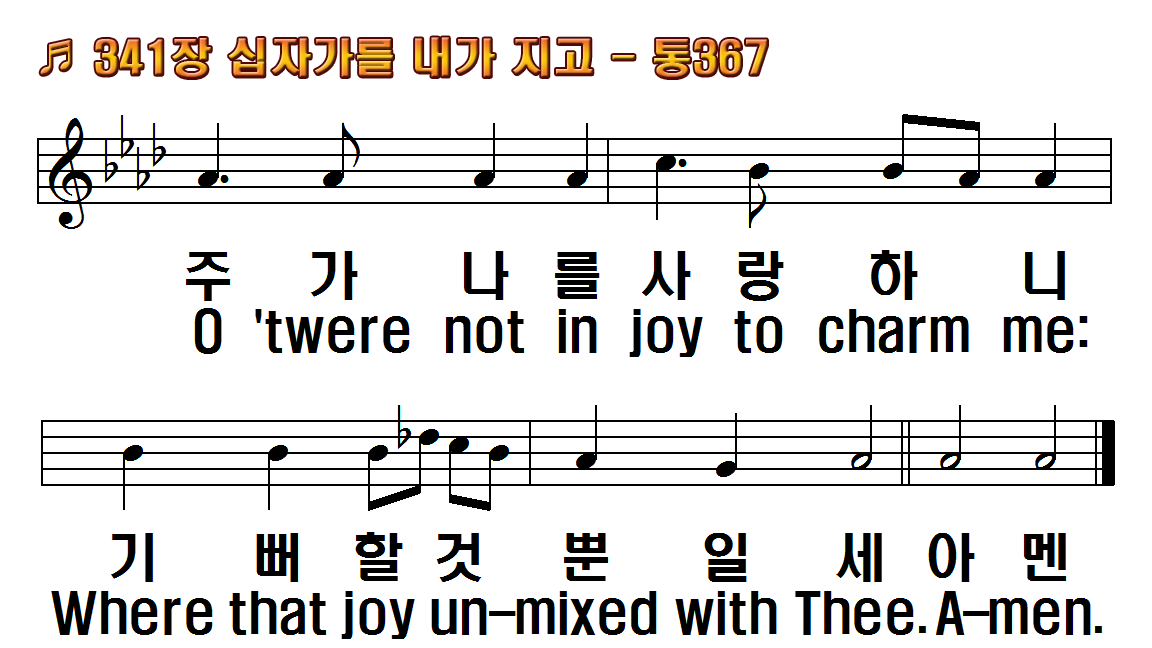 ♬ 341장 십자가를 내가 지고 - 통367
주 가 나 를 사 랑 하 니
O 'twere not in joy to charm me:
기 뻐 할 것 뿐 일 세 아 멘
Where that joy un-mixed with Thee. A-men.